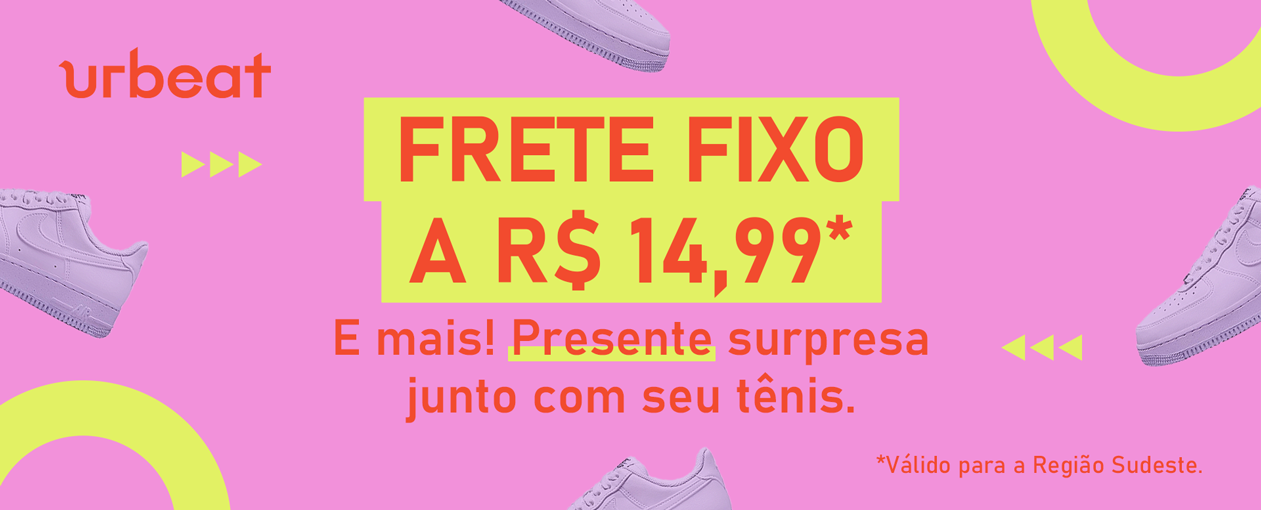 urbeat
FRETE FIXO
A R$ 14,99*
E mais! Presente surpresa
junto com seu tênis.
*Válido para a Região Sudeste.